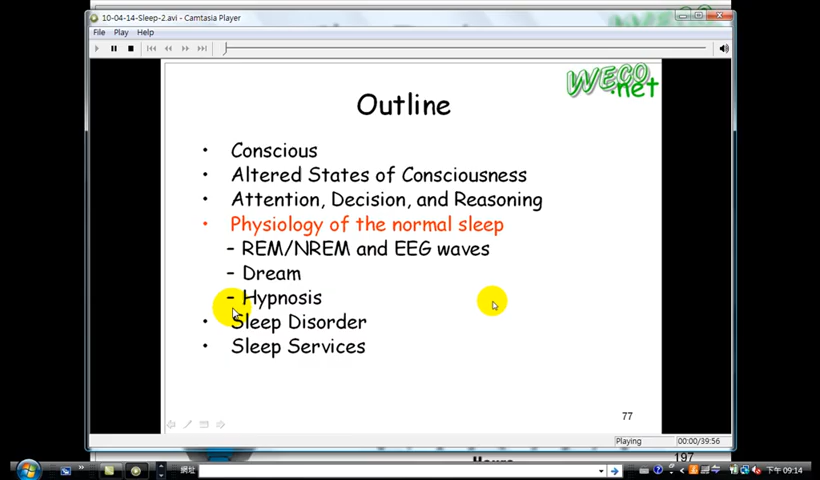 10-04-14-Sleep-2.avi - Camtasia Player
File Play Help
WECO
.net
Outline
• Conscious
• Altered States of Consciousness
• Attention, Decision, and Reasoning
• Physiology of the normal sleep
– REM/NREM and EEG waves
– Dream
– Hypnosis
• Sleep Disorder
• Sleep Services
77
Playing 00:00/39:56
197
網址
下午 09:14